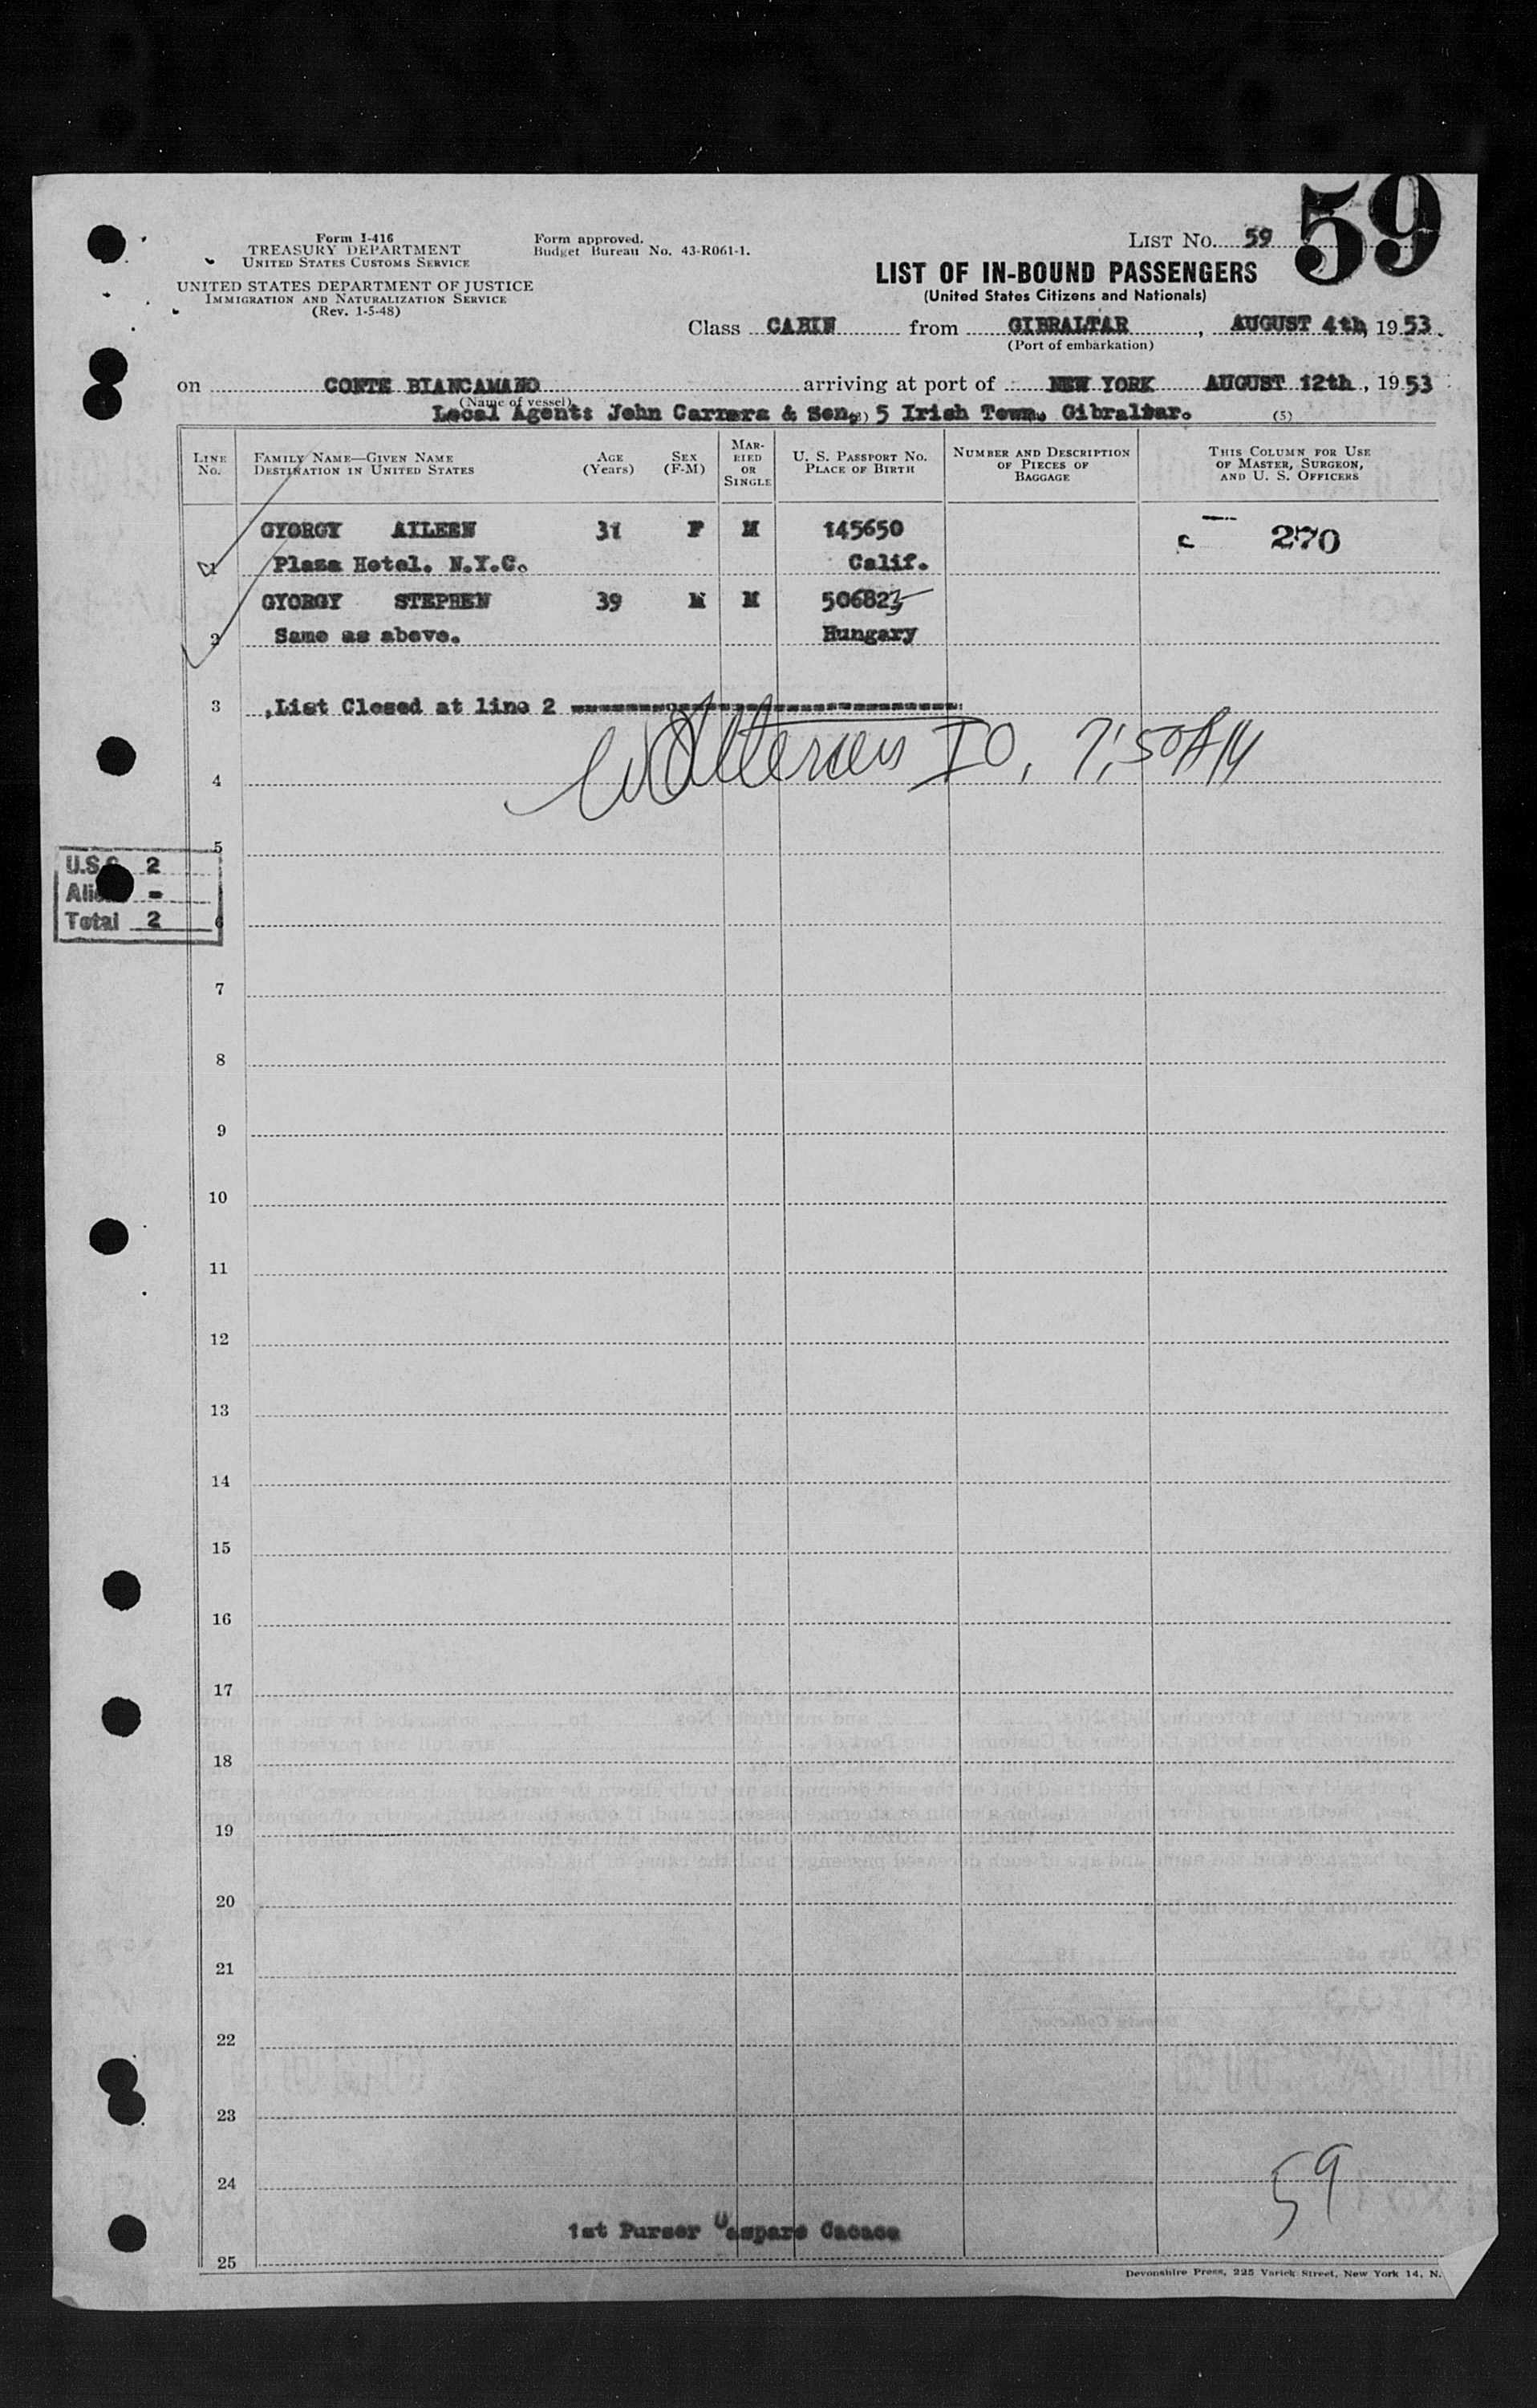 59
Form I-416
TREASURY DEPARTMENT
UNITED STATES CUSTOMS SERVICE
UNITED STATES DEPARTMENT OF JUSTICE
IMMIGRATION AND NATURALIZATION SERVICE
(Rev. 1-5-48)
Form approved.
Budget Bureau No. 43-R061-1.
LIST NO. 59
LIST OF IN-BOUND PASSENGERS
(United States Citizens and Nationals)
Class CABIN from GIBRALTAR, AUGUST 4th, 1953.
(Port of embarkation)
on CONTE BIANCAMANO arriving at port of NEW YORK AUGUST 12th, 1953
(Name of vessel)
Local Agents John Carrara & Son, 5 Irish Town, Gibraltar.
(5)
LINE NO.
FAMILY NAME—GIVEN NAME
DESTINATION IN UNITED STATES
AGE (Years)
SEX (F-M)
MARRIED OR SINGLE
U. S. PASSPORT NO.
PLACE OF BIRTH
NUMBER AND DESCRIPTION OF PIECES OF BAGGAGE
THIS COLUMN FOR USE OF MASTER, SURGEON, AND U. S. OFFICERS
GYORGY AILEEN 31 F M 145650 270
1 Plaza Hotel. N.Y.C. Calif.
GYORGY STEPHEN 39 M M 506823
2 Same as above. Hungary
3 List Closed at line 2
IO, 7:50 AM
4
5
U.S.C. 2
Aliens -
Total 2
6
7
8
9
10
11
12
13
14
15
16
17
18
19
20
21
22
23
24
59
1st Purser Gaspare Cacace
25
Devonshire Press, 225 Varick Street, New York 14, N.